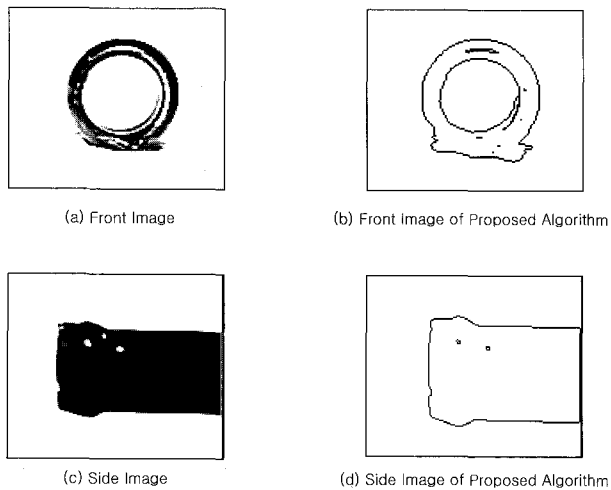 (a) Front Image
(b) Front Image of Proposed Algorithm
(c) Side Image
(d) Side Image of Proposed Algorithm